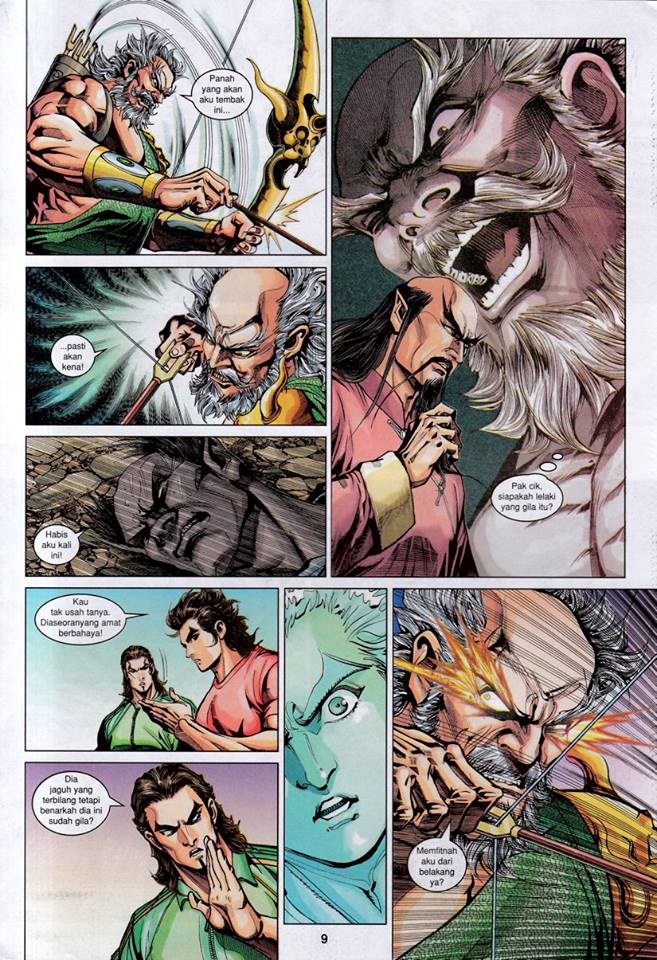 Panah
yang akan
aku tembak
ini...
...pasti
akan
kena!
Habis
aku kali
ini!
Pak cik,
siapakah lelaki
yang gila itu?
Kau
tak usah tanya.
Diaseoranyang amat
berbahaya!
Dia
jaguh yang
terbilang tetapi
benarkah dia ini
sudah gila?
Memfitnah
aku dari
belakang
ya?
9